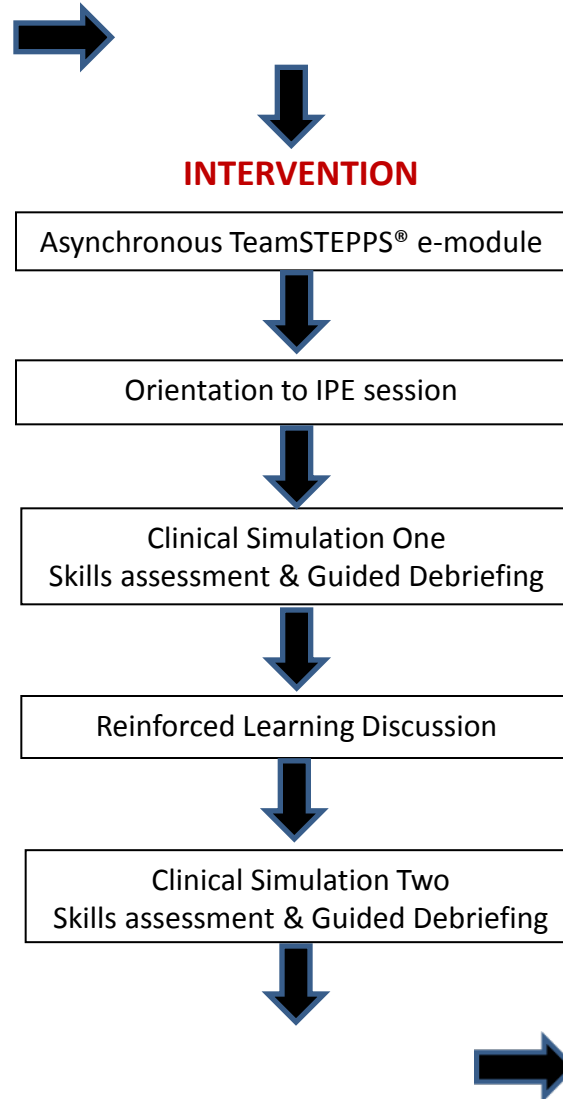 INTERVENTION
Asynchronous TeamSTEPPS® e-module
Orientation to IPE session
Clinical Simulation One
Skills assessment & Guided Debriefing
Reinforced Learning Discussion
Clinical Simulation Two
Skills assessment & Guided Debriefing